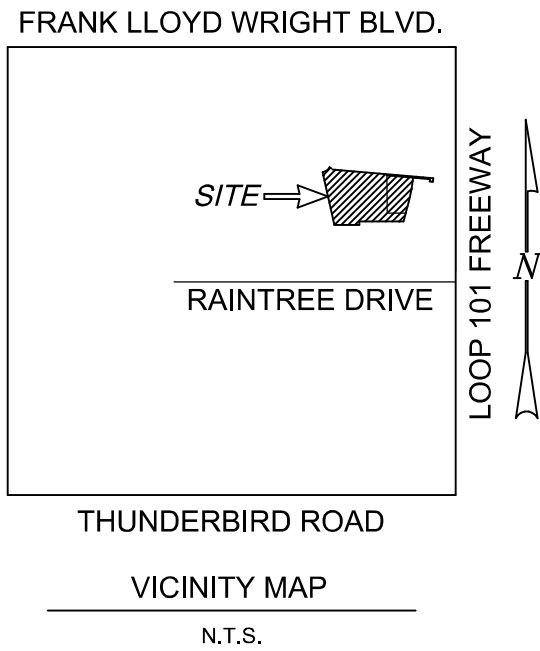 FRANK LLOYD WRIGHT BLVD.
SITE
LOOP 101 FREEWAY
N
RAINTREE DRIVE
THUNDERBIRD ROAD
VICINITY MAP
N.T.S.